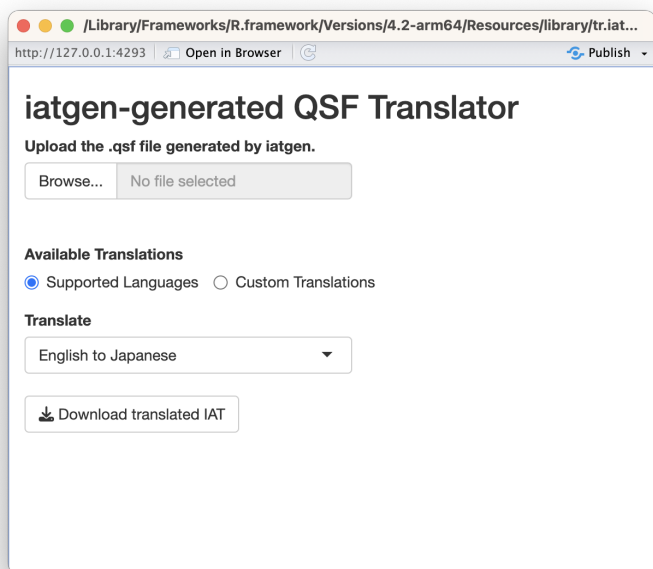 /Library/Frameworks/R.framework/Versions/4.2-arm64/Resources/library/tr.iat...
http://127.0.0.1:4293 Open in Browser Publish
iatgen-generated QSF Translator
Upload the .qsf file generated by iatgen.
Browse... No file selected
Available Translations
Supported Languages Custom Translations
Translate
English to Japanese
Download translated IAT